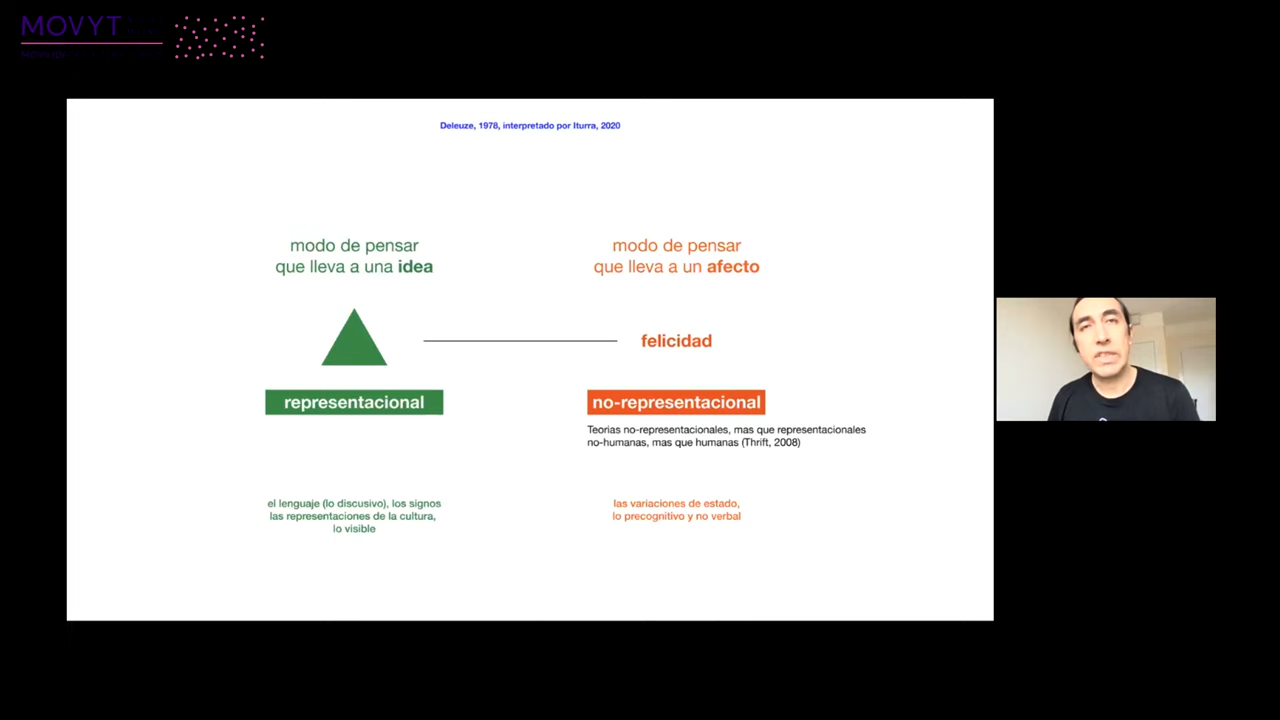 MOVYT
Deleuze, 1978, interpretado por Iturra, 2020
modo de pensar
que lleva a una idea
representacional
el lenguaje (lo discusivo), los signos
las representaciones de la cultura,
lo visible
modo de pensar
que lleva a un afecto
felicidad
no-representacional
Teorias no-representacionales, mas que representacionales
no-humanas, mas que humanas (Thrift, 2008)
las variaciones de estado,
lo precognitivo y no verbal